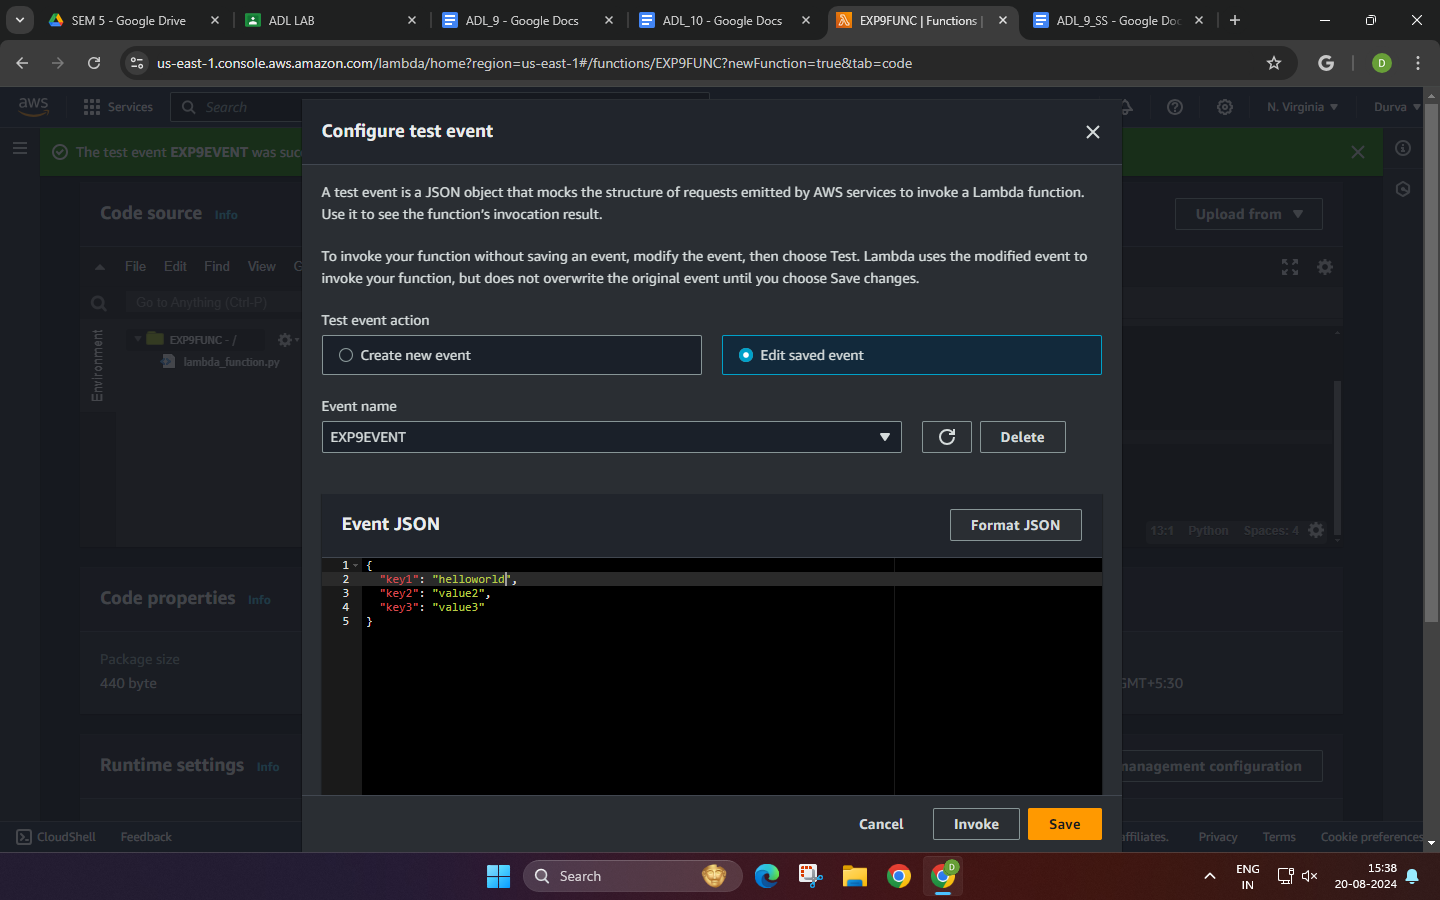 SEM 5 - Google Drive
ADL LAB
ADL_9 - Google Docs
ADL_10 - Google Docs
EXP9FUNC | Functions |
ADL_9_SS - Google Doc
us-east-1.console.aws.amazon.com/lambda/home?region=us-east-1#/functions/EXP9FUNC?newFunction=true&tab=code
G
D
aws
Services
Search
N. Virginia
Durva
The test event EXP9EVENT was suc
Configure test event
A test event is a JSON object that mocks the structure of requests emitted by AWS services to invoke a Lambda function.
Use it to see the function's invocation result.
To invoke your function without saving an event, modify the event, then choose Test. Lambda uses the modified event to
invoke your function, but does not overwrite the original event until you choose Save changes.
Test event action
Create new event
Edit saved event
Event name
EXP9EVENT
Delete
Event JSON
Format JSON
1 {
2 "key1": "helloworld",
3 "key2": "value2",
4 "key3": "value3"
5 }
Cancel
Invoke
Save
Code source Info
Upload from
File Edit Find View G
Go to Anything (Ctrl-P)
Environment
EXP9FUNC - /
lambda_function.py
13:1 Python Spaces: 4
Code properties Info
Package size
440 byte
GMT+5:30
Runtime settings Info
management configuration
CloudShell
Feedback
affiliates.
Privacy
Terms
Cookie preferences
Search
D
ENG
IN
15:38
20-08-2024